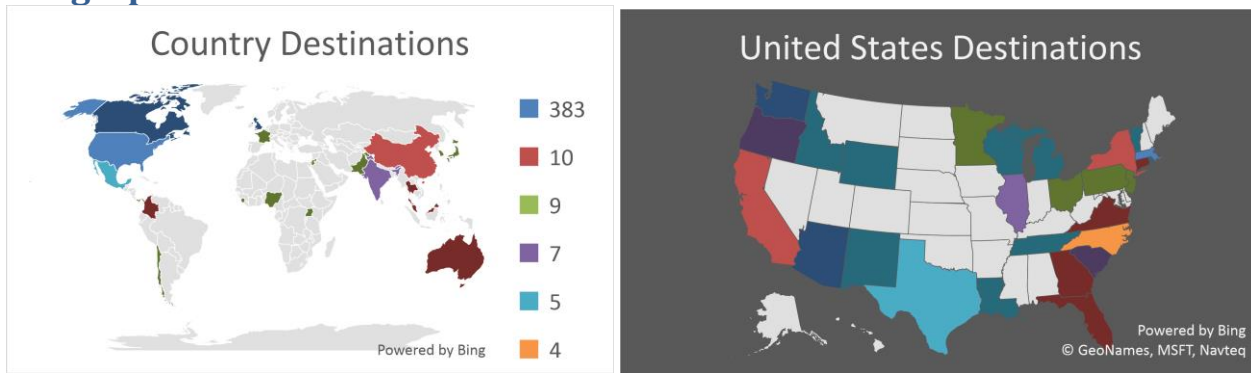 Country Destinations
383
10
9
7
5
4
Powered by Bing
United States Destinations
Powered by Bing
© GeoNames, MSFT, Navteq